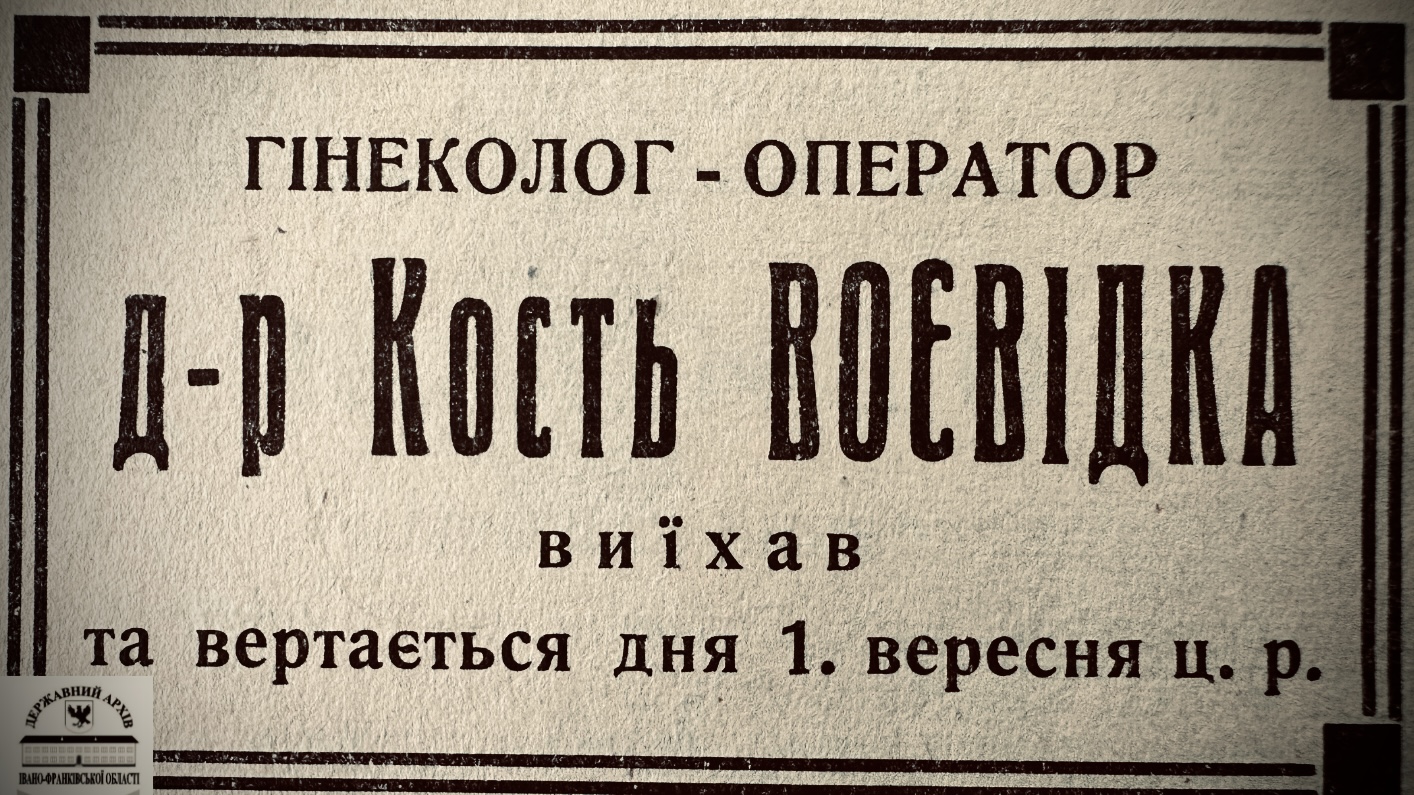 ГІНЕКОЛОГ - ОПЕРАТОР
д-р Кость ВОЄВІДКА
виїхав
та вертається дня 1. вересня ц. р.
ДЕРЖАВНИЙ АРХІВ
ІВАНО-ФРАНКІВСЬКОЇ ОБЛАСТІ